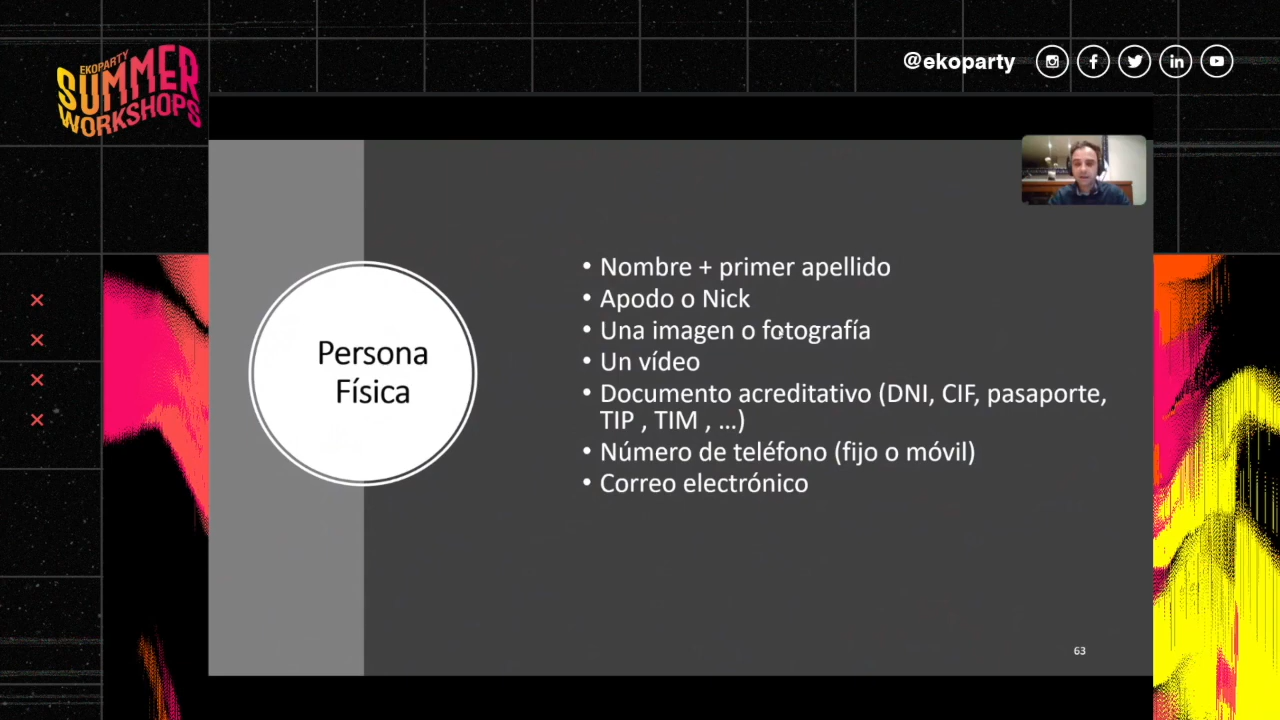 EKOPARTY
SUMMER
WORKSHOPS
@ekoparty
Persona
Física
• Nombre + primer apellido
• Apodo o Nick
• Una imagen o fotografía
• Un vídeo
• Documento acreditativo (DNI, CIF, pasaporte,
TIP , TIM , ...)
• Número de teléfono (fijo o móvil)
• Correo electrónico
63